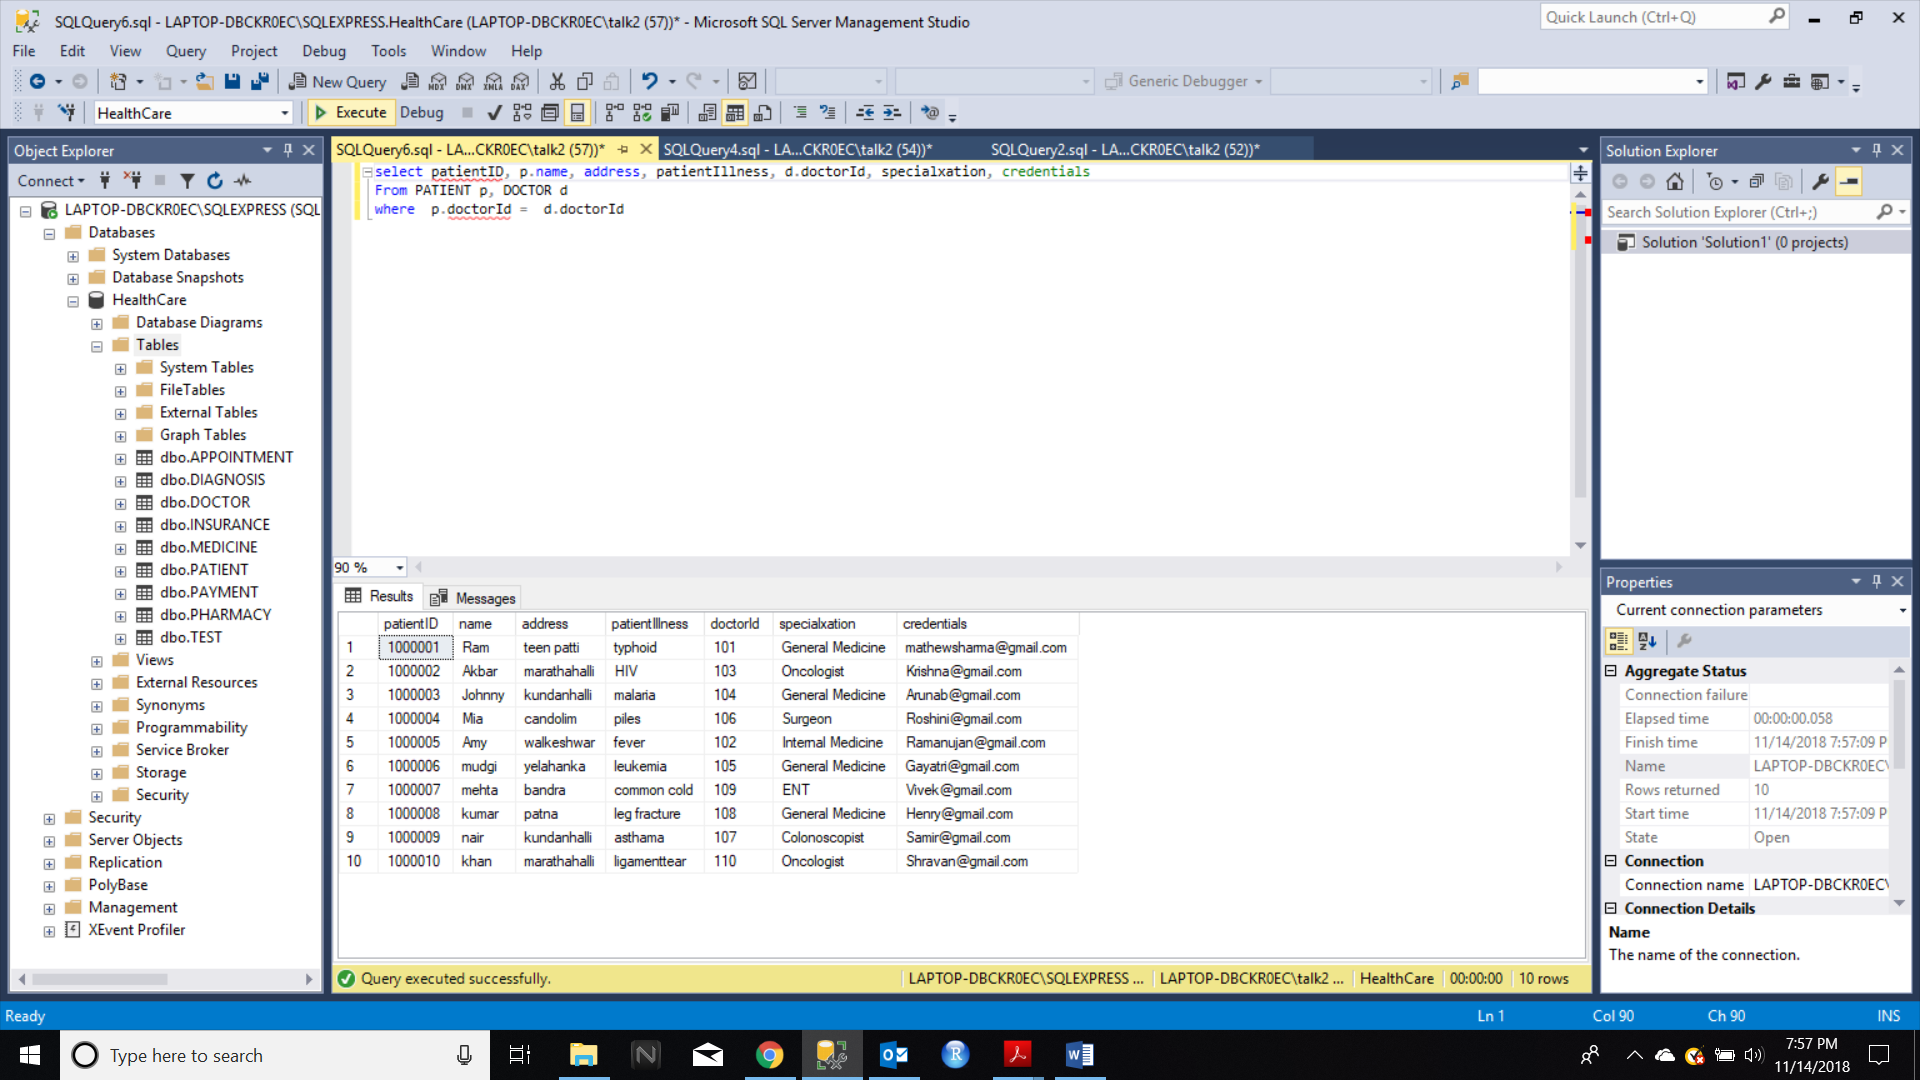 SQLQuery6.sql - LAPTOP-DBCKR0EC\SQLEXPRESS.HealthCare (LAPTOP-DBCKR0EC\talk2 (57))* - Microsoft SQL Server Management Studio
Quick Launch (Ctrl+Q)
File Edit View Query Project Debug Tools Window Help
New Query MDX DMX XMLA DAX Generic Debugger
HealthCare Execute Debug
Object Explorer
Connect
LAPTOP-DBCKR0EC\SQLEXPRESS (SQL
Databases
System Databases
Database Snapshots
HealthCare
Database Diagrams
Tables
System Tables
FileTables
External Tables
Graph Tables
dbo.APPOINTMENT
dbo.DIAGNOSIS
dbo.DOCTOR
dbo.INSURANCE
dbo.MEDICINE
dbo.PATIENT
dbo.PAYMENT
dbo.PHARMACY
dbo.TEST
Views
External Resources
Synonyms
Programmability
Service Broker
Storage
Security
Security
Server Objects
Replication
PolyBase
Management
XEvent Profiler
SQLQuery6.sql - LA...CKR0EC\talk2 (57))* SQLQuery4.sql - LA...CKR0EC\talk2 (54))* SQLQuery2.sql - LA...CKR0EC\talk2 (52))*
select patientID, p.name, address, patientIllness, d.doctorId, specialxation, credentials
From PATIENT p, DOCTOR d
where p.doctorId = d.doctorId
90 %
Results Messages
patientID name address patientIllness doctorId specialxation credentials
1 1000001 Ram teen patti typhoid 101 General Medicine mathewsharma@gmail.com
2 1000002 Akbar marathahalli HIV 103 Oncologist Krishna@gmail.com
3 1000003 Johnny kundanhalli malaria 104 General Medicine Arunab@gmail.com
4 1000004 Mia candolim piles 106 Surgeon Roshini@gmail.com
5 1000005 Amy walkeshwar fever 102 Internal Medicine Ramanujan@gmail.com
6 1000006 mudgi yelahanka leukemia 105 General Medicine Gayatri@gmail.com
7 1000007 mehta bandra common cold 109 ENT Vivek@gmail.com
8 1000008 kumar patna leg fracture 108 General Medicine Henry@gmail.com
9 1000009 nair kundanhalli asthama 107 Colonoscopist Samir@gmail.com
10 1000010 khan marathahalli ligamenttear 110 Oncologist Shravan@gmail.com
Query executed successfully. LAPTOP-DBCKR0EC\SQLEXPRESS ... LAPTOP-DBCKR0EC\talk2 ... HealthCare 00:00:00 10 rows
Solution Explorer
Search Solution Explorer (Ctrl+;)
Solution 'Solution1' (0 projects)
Properties
Current connection parameters
Aggregate Status
Connection failure
Elapsed time 00:00:00.058
Finish time 11/14/2018 7:57:09 P
Name LAPTOP-DBCKR0EC\
Rows returned 10
Start time 11/14/2018 7:57:09 P
State Open
Connection
Connection name LAPTOP-DBCKR0EC\
Connection Details
Name
The name of the connection.
Ready Ln 1 Col 90 Ch 90 INS
Type here to search
7:57 PM
11/14/2018